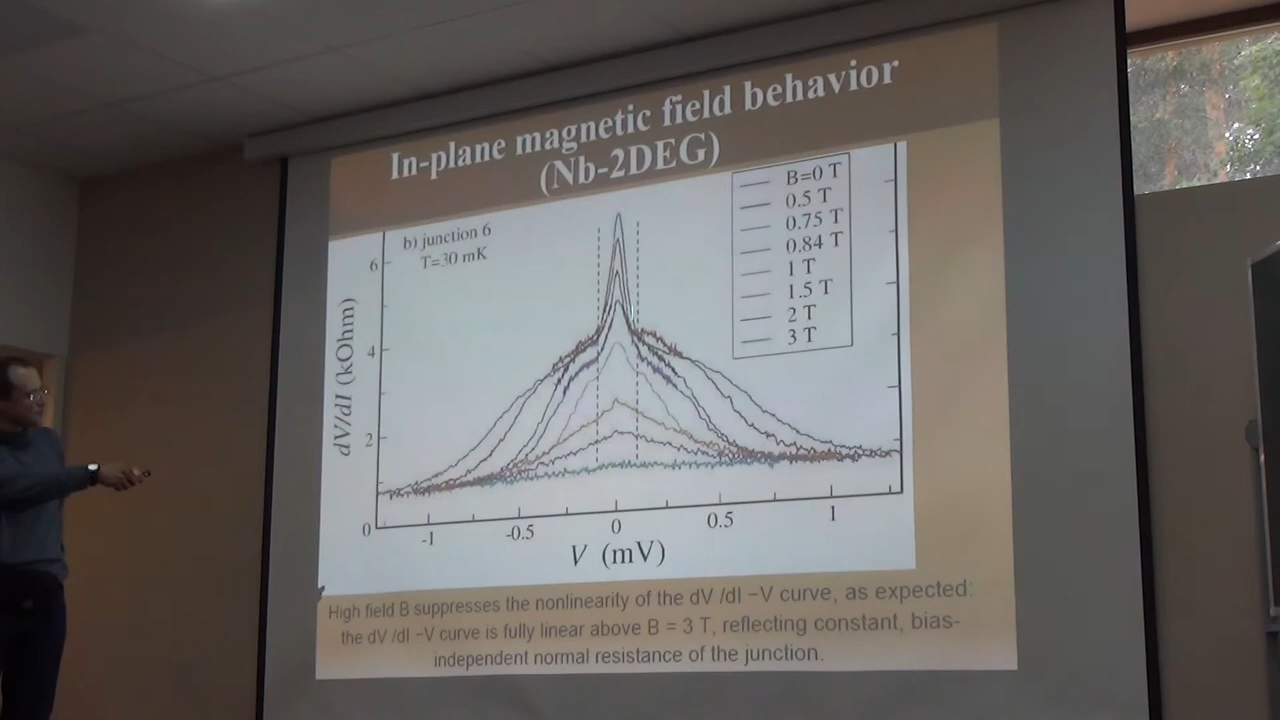 In-plane magnetic field behavior
(Nb-2DEG)
b) junction 6
T=30 mK
B=0 T
0.5 T
0.75 T
0.84 T
1 T
1.5 T
2 T
3 T
dV/dI (kOhm)
6
4
2
0
-1
-0.5
0
0.5
1
V (mV)
High field B suppresses the nonlinearity of the dV /dI –V curve, as expected:
the dV /dI –V curve is fully linear above B = 3 T, reflecting constant, bias-
independent normal resistance of the junction.